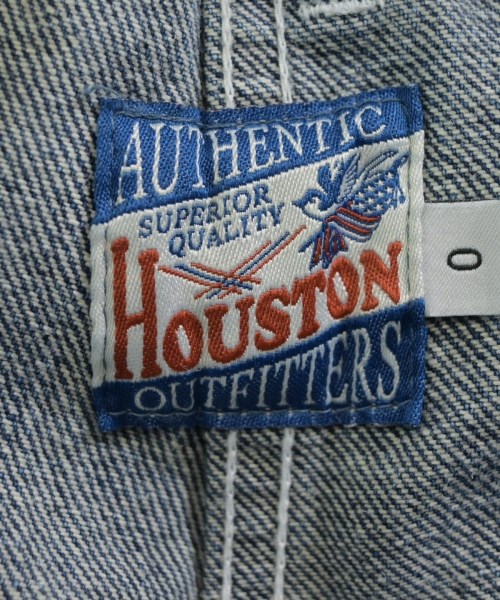 AUTHENTIC
SUPERIOR
QUALITY
HOUSTON
OUTFITTERS
0